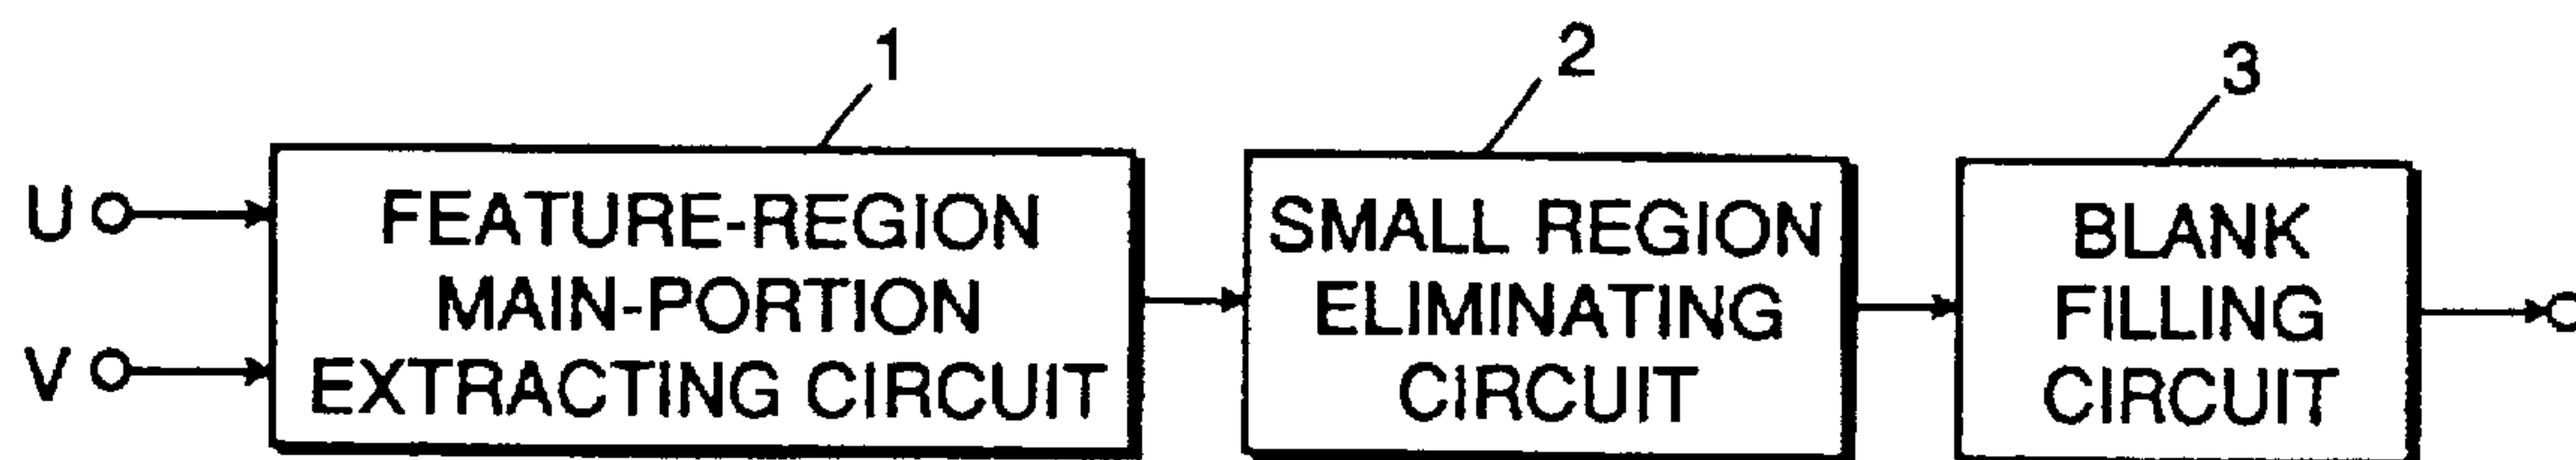 1
2
3
U
V
FEATURE-REGION
MAIN-PORTION
EXTRACTING CIRCUIT
SMALL REGION
ELIMINATING
CIRCUIT
BLANK
FILLING
CIRCUIT